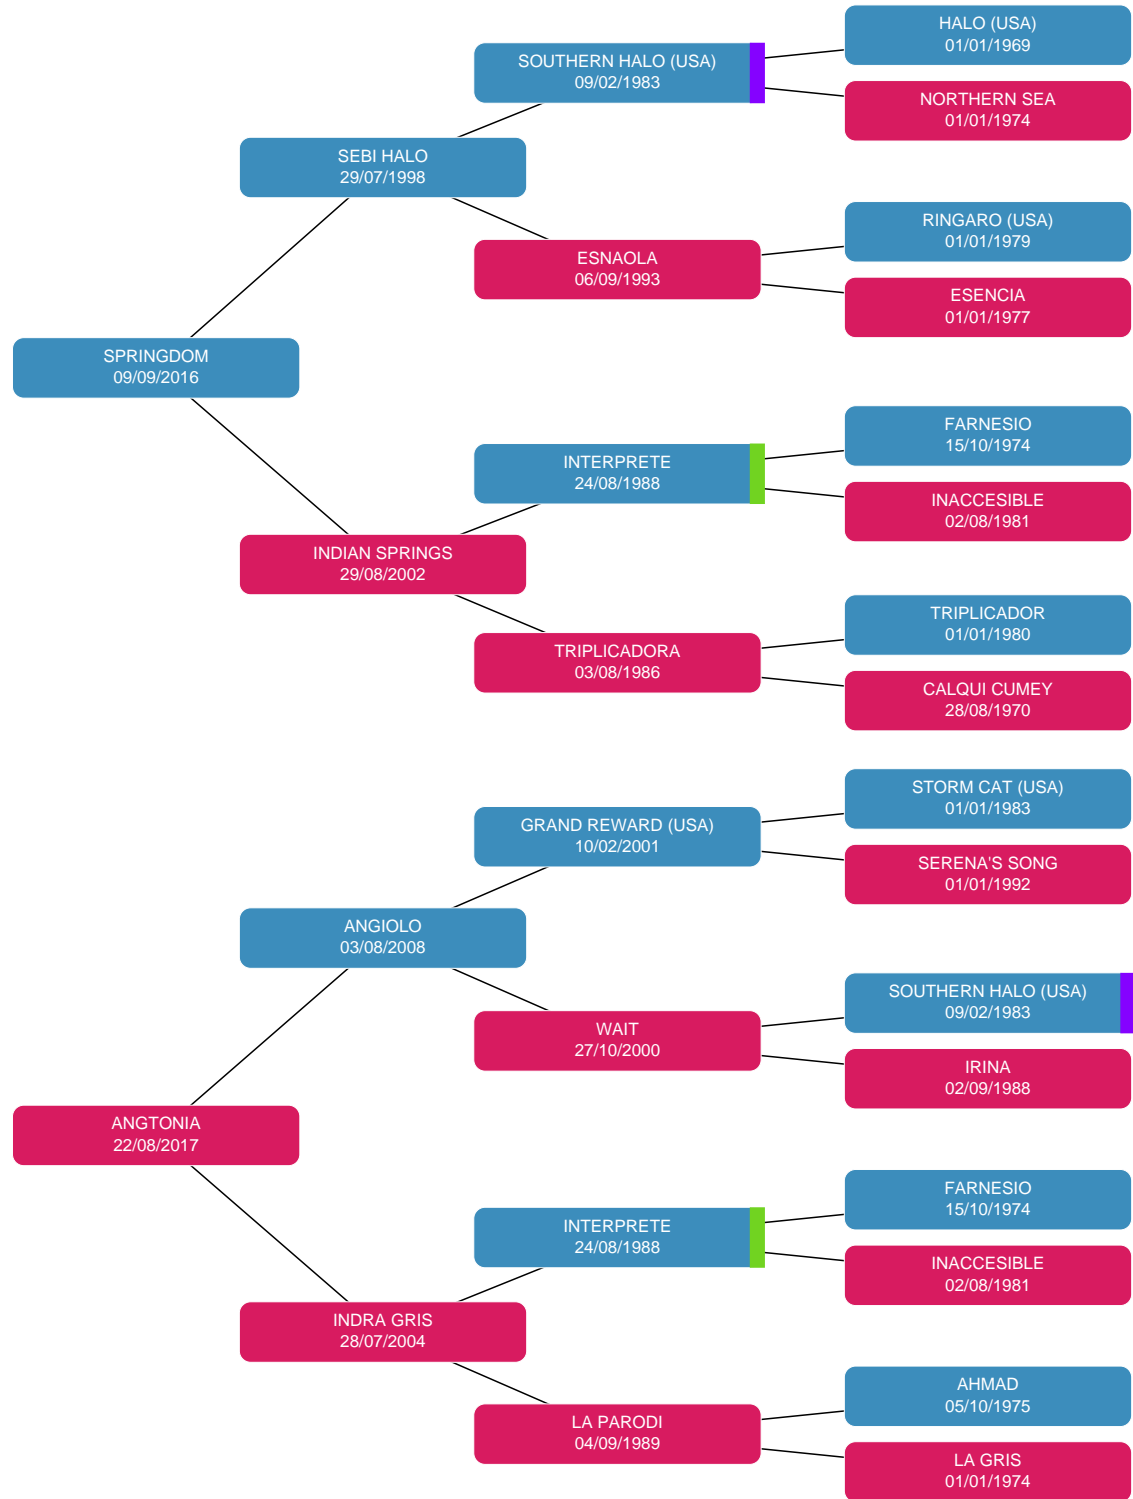 HALO (USA)
01/01/1969
SOUTHERN HALO (USA)
09/02/1983
NORTHERN SEA
01/01/1974
SEBI HALO
29/07/1998
RINGARO (USA)
01/01/1979
ESNAOLA
06/09/1993
ESENCIA
01/01/1977
SPRINGDOM
09/09/2016
FARNESIO
15/10/1974
INTERPRETE
24/08/1988
INACCESIBLE
02/08/1981
INDIAN SPRINGS
29/08/2002
TRIPLICADOR
01/01/1980
TRIPLICADORA
03/08/1986
CALQUI CUMEY
28/08/1970
STORM CAT (USA)
01/01/1983
GRAND REWARD (USA)
10/02/2001
SERENA'S SONG
01/01/1992
ANGIOLO
03/08/2008
SOUTHERN HALO (USA)
09/02/1983
WAIT
27/10/2000
IRINA
02/09/1988
ANGTONIA
22/08/2017
FARNESIO
15/10/1974
INTERPRETE
24/08/1988
INACCESIBLE
02/08/1981
INDRA GRIS
28/07/2004
AHMAD
05/10/1975
LA PARODI
04/09/1989
LA GRIS
01/01/1974